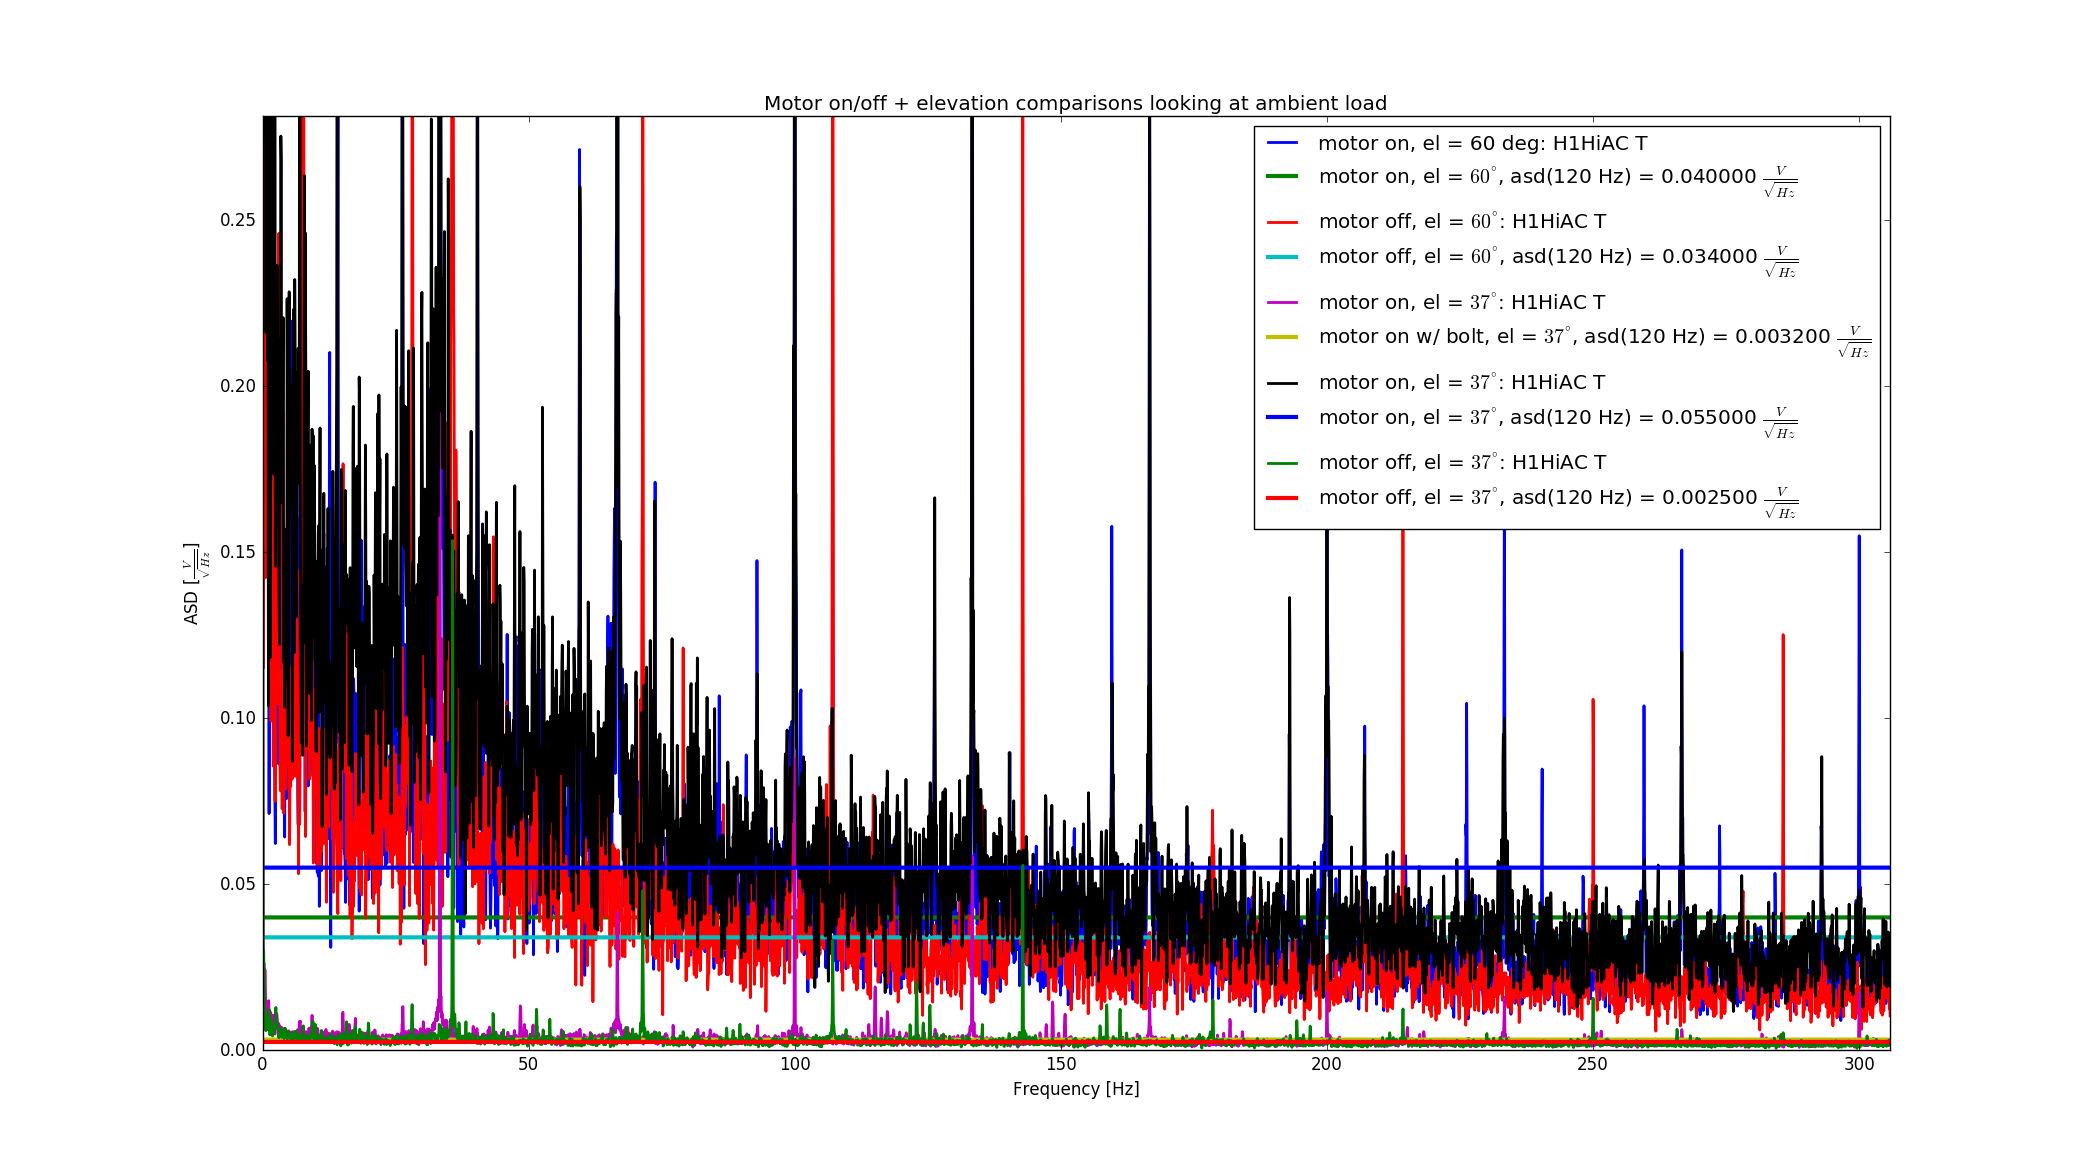 Motor on/off + elevation comparisons looking at ambient load
motor on, el = 60 deg: H1HiAC T
motor on, el = 60°, asd(120 Hz) = 0.040000 V/√Hz
motor off, el = 60°: H1HiAC T
motor off, el = 60°, asd(120 Hz) = 0.034000 V/√Hz
motor on, el = 37°: H1HiAC T
motor on w/ bolt, el = 37°, asd(120 Hz) = 0.003200 V/√Hz
motor on, el = 37°: H1HiAC T
motor on, el = 37°, asd(120 Hz) = 0.055000 V/√Hz
motor off, el = 37°: H1HiAC T
motor off, el = 37°, asd(120 Hz) = 0.002500 V/√Hz
ASD [V/√Hz]
0.25
0.20
0.15
0.10
0.05
0.00
0 50 100 150 200 250 300
Frequency [Hz]